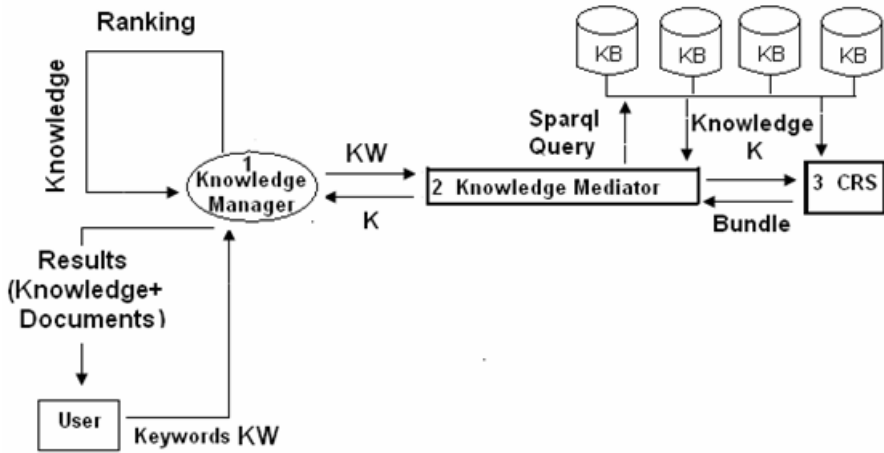 Ranking
Knowledge
1
Knowledge
Manager
KW
K
Results
(Knowledge+
Documents)
User
Keywords KW
KB
KB
KB
KB
Sparql
Query
Knowledge
K
2 Knowledge Mediator
3 CRS
Bundle